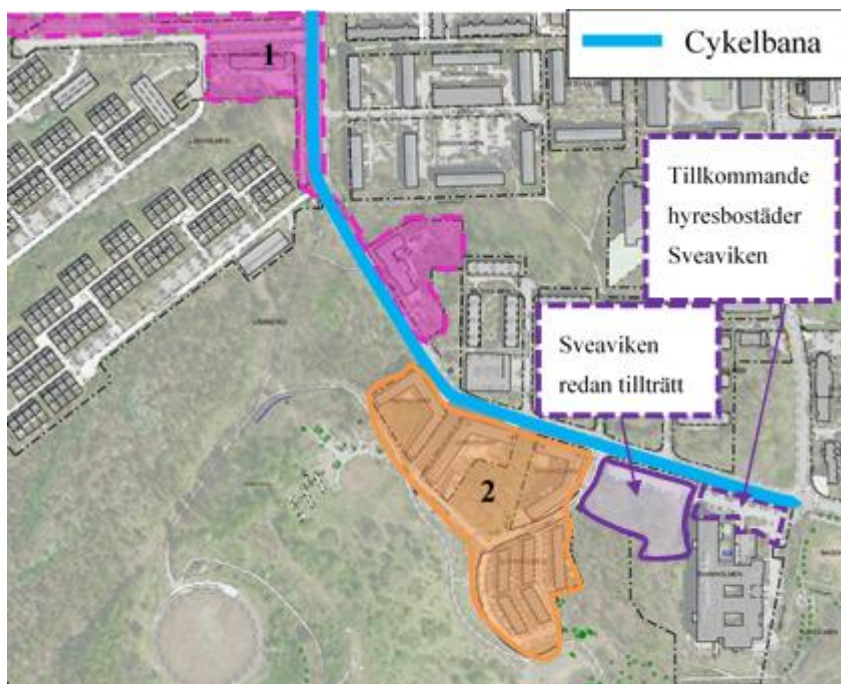 1
Cykelbana
Tillkommande
hyresbostäder
Sveaviken
Sveaviken
redan tillträtt
2